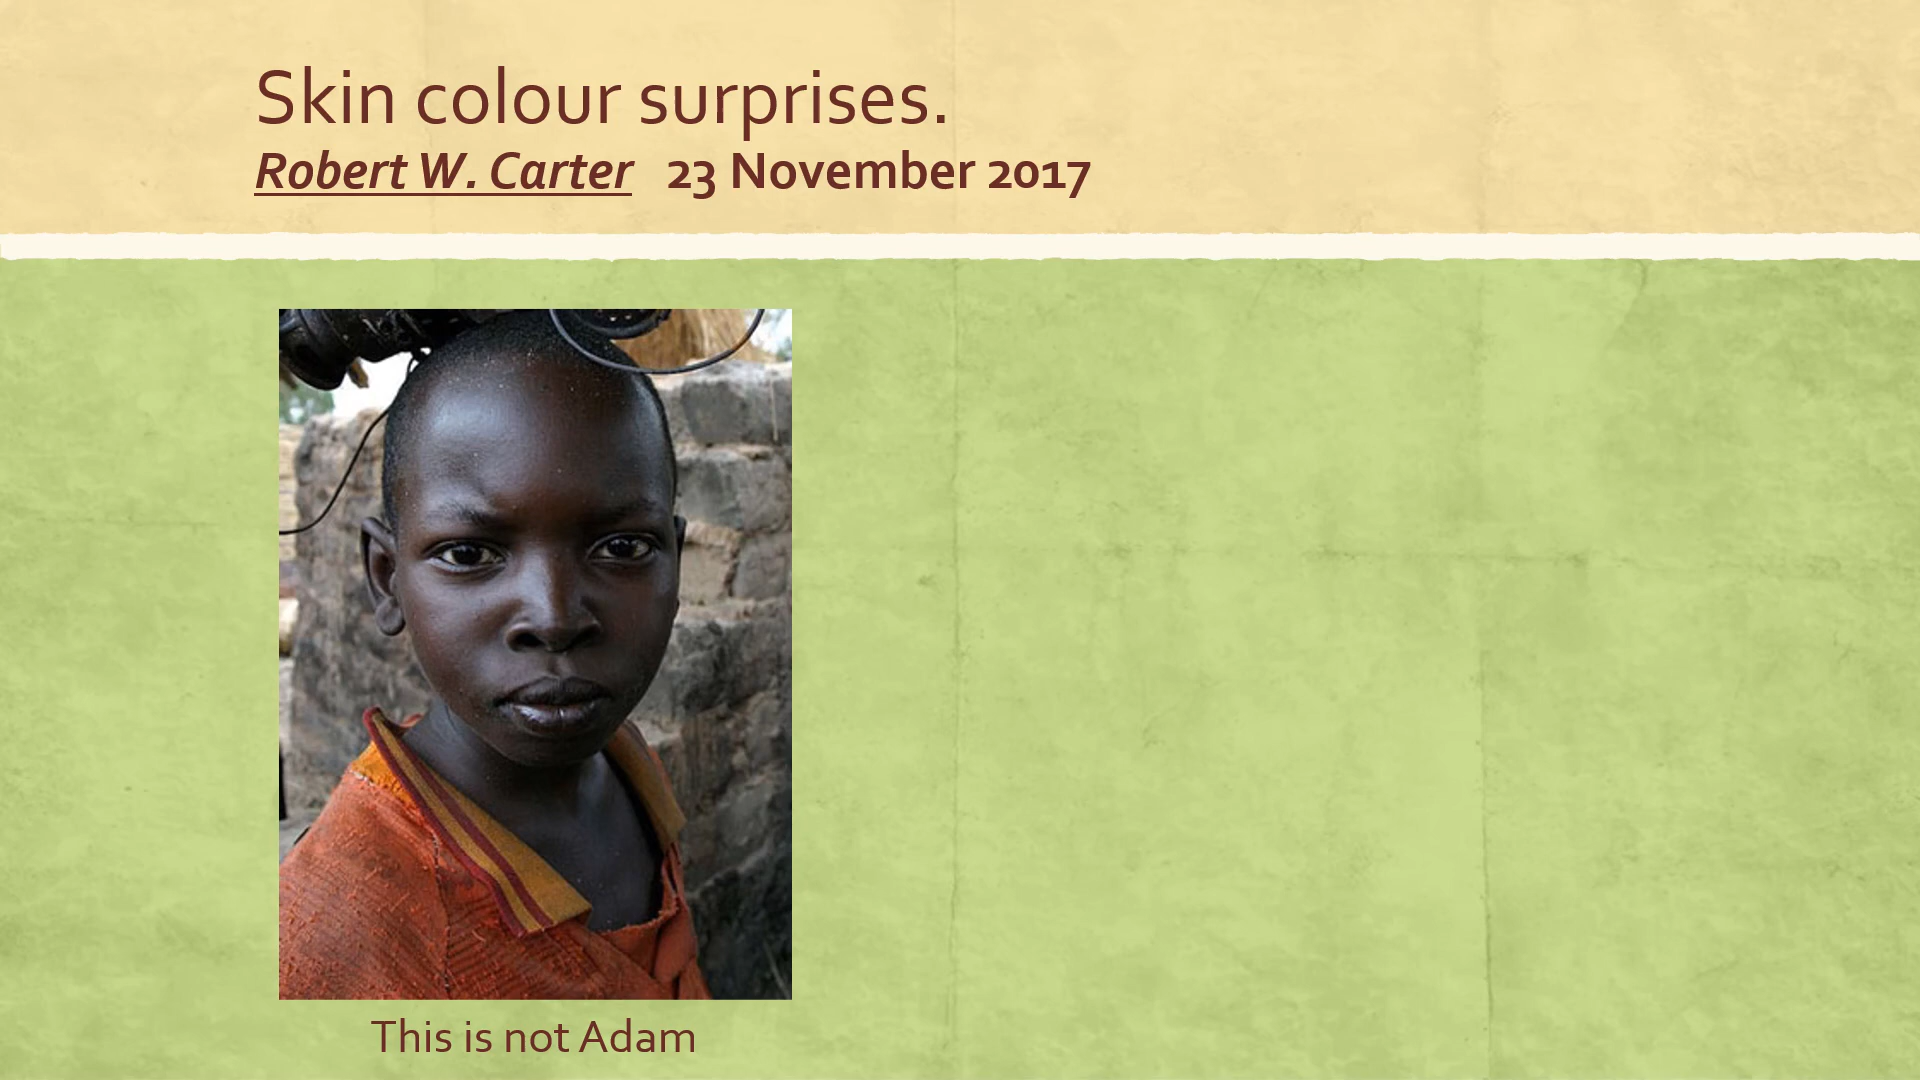 Skin colour surprises.
Robert W. Carter 23 November 2017
This is not Adam